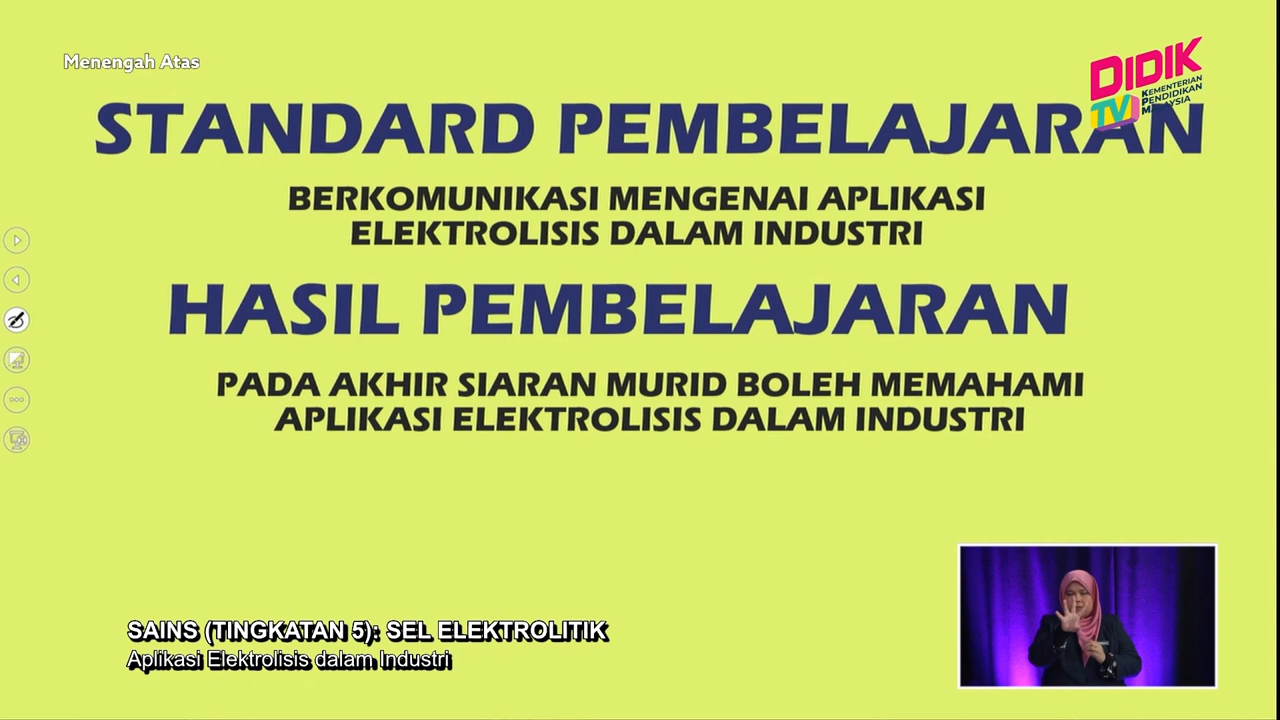 Menengah Atas
DIDIK
TV
KEMENTERIAN
PENDIDIKAN
MALAYSIA
STANDARD PEMBELAJARAN
BERKOMUNIKASI MENGENAI APLIKASI
ELEKTROLISIS DALAM INDUSTRI
HASIL PEMBELAJARAN
PADA AKHIR SIARAN MURID BOLEH MEMAHAMI
APLIKASI ELEKTROLISIS DALAM INDUSTRI
SAINS (TINGKATAN 5): SEL ELEKTROLITIK
Aplikasi Elektrolisis dalam Industri